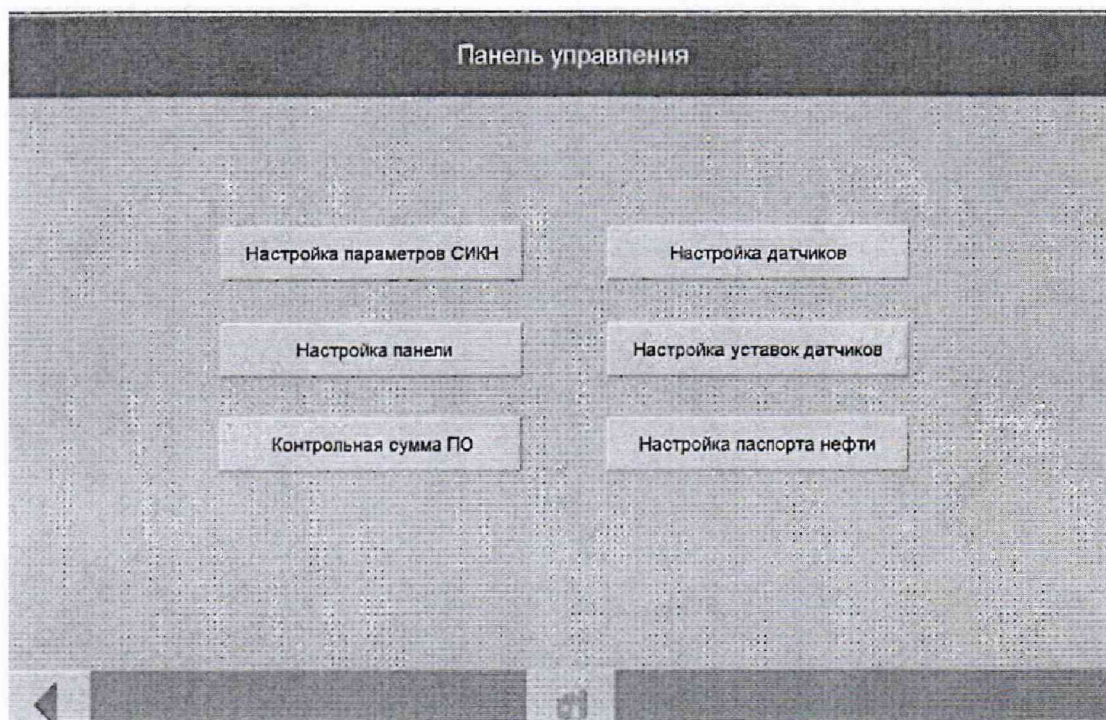 Панель управления
Настройка параметров СИКН
Настройка датчиков
Настройка панели
Настройка уставок датчиков
Контрольная сумма ПО
Настройка паспорта нефти